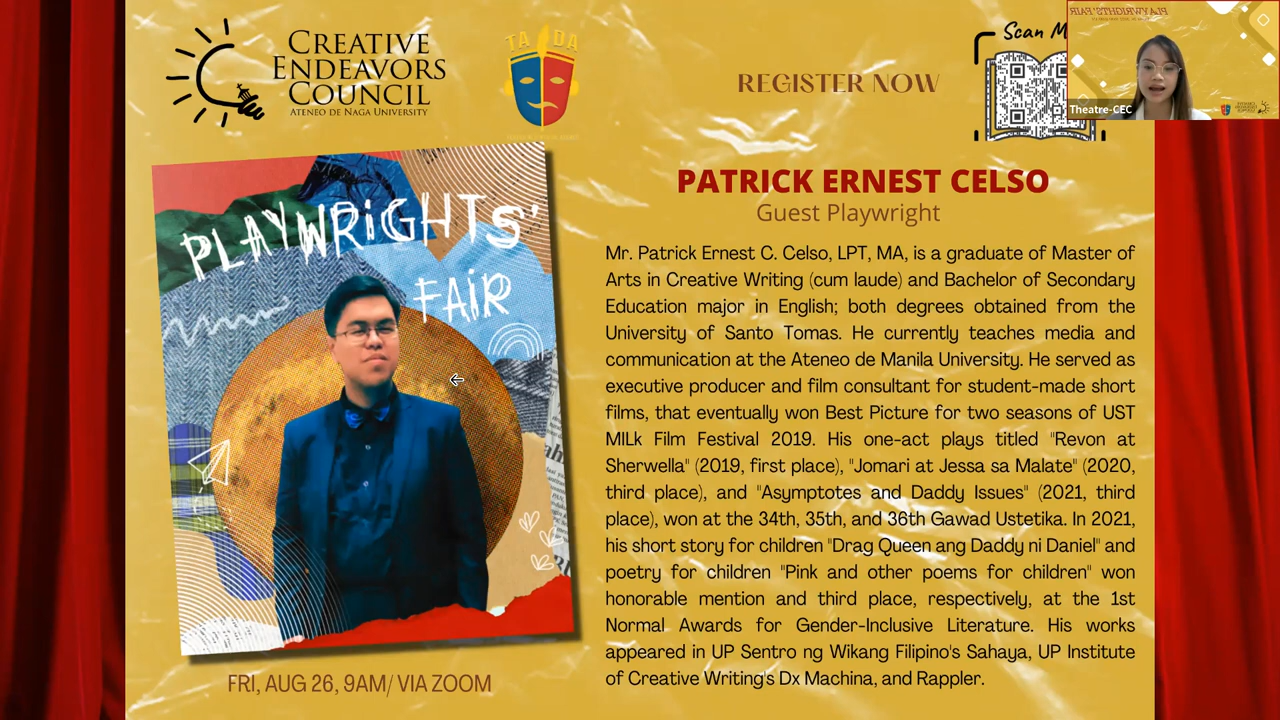 CREATIVE
ENDEAVORS
COUNCIL
ATENEO DE NAGA UNIVERSITY
TA DA
REGISTER NOW
Scan M
PLAYWRIGHTS' FAIR
Theatre-CEC
PLAYWRiGHTS'
FAiR
PATRICK ERNEST CELSO
Guest Playwright
Mr. Patrick Ernest C. Celso, LPT, MA, is a graduate of Master of
Arts in Creative Writing (cum laude) and Bachelor of Secondary
Education major in English; both degrees obtained from the
University of Santo Tomas. He currently teaches media and
communication at the Ateneo de Manila University. He served as
executive producer and film consultant for student-made short
films, that eventually won Best Picture for two seasons of UST
MILk Film Festival 2019. His one-act plays titled "Revon at
Sherwella" (2019, first place), "Jomari at Jessa sa Malate" (2020,
third place), and "Asymptotes and Daddy Issues" (2021, third
place), won at the 34th, 35th, and 36th Gawad Ustetika. In 2021,
his short story for children "Drag Queen ang Daddy ni Daniel" and
poetry for children "Pink and other poems for children" won
honorable mention and third place, respectively, at the 1st
Normal Awards for Gender-Inclusive Literature. His works
appeared in UP Sentro ng Wikang Filipino's Sahaya, UP Institute
of Creative Writing's Dx Machina, and Rappler.
FRI, AUG 26, 9AM/ VIA ZOOM